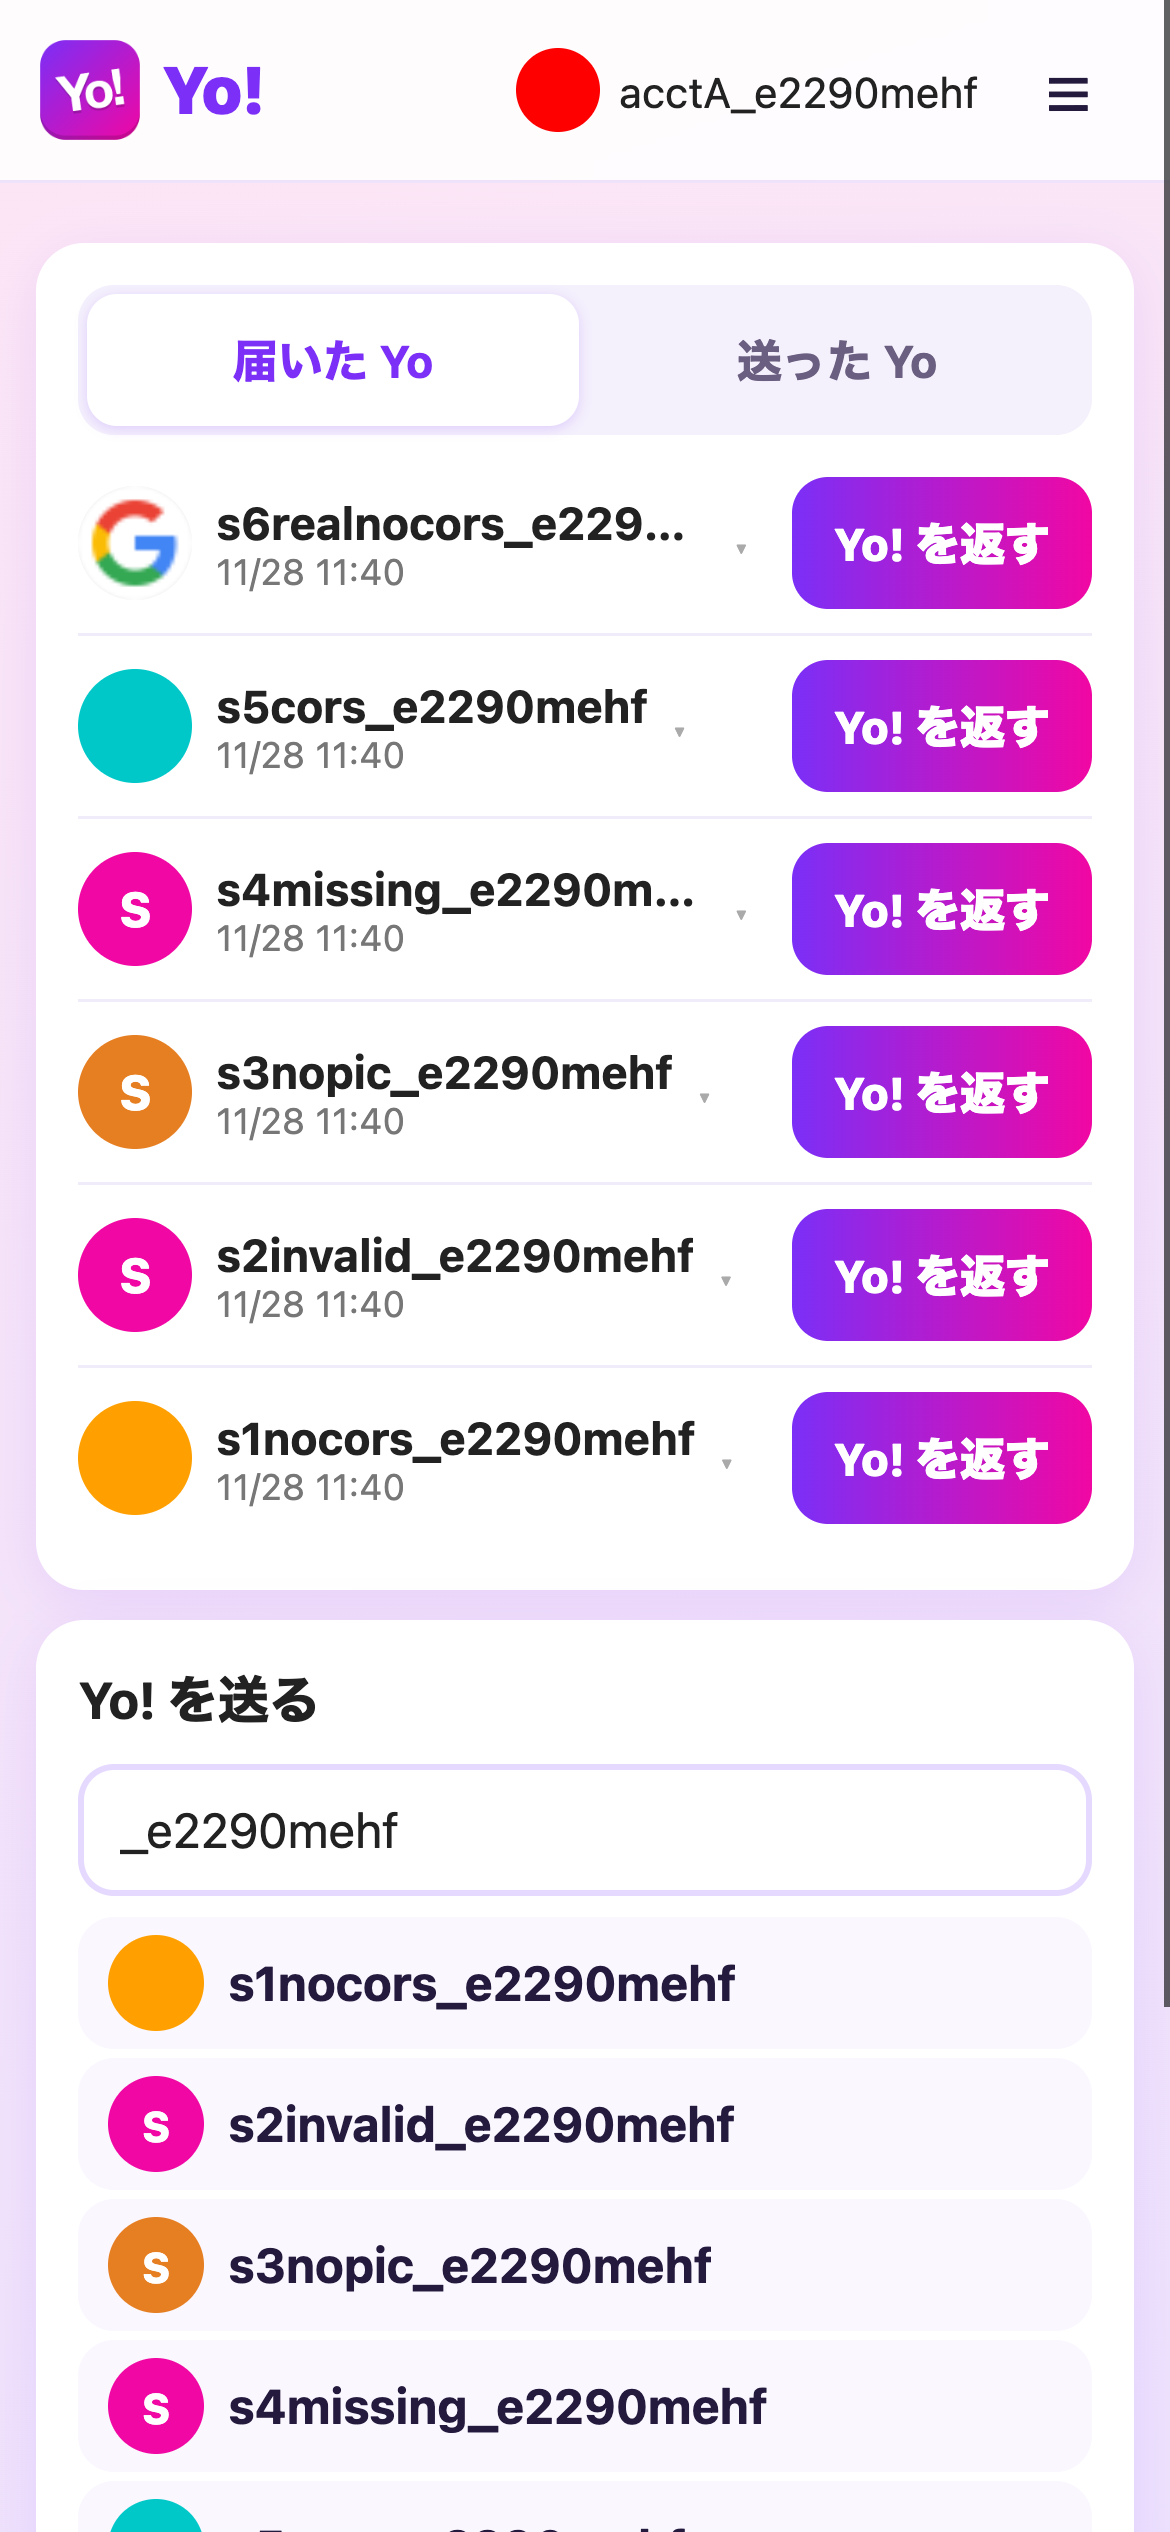 Yo!
Yo!
acctA_e2290mehf
届いた Yo
送った Yo
s6realnocors_e229...
11/28 11:40
Yo! を返す
s5cors_e2290mehf
11/28 11:40
Yo! を返す
S
s4missing_e2290m...
11/28 11:40
Yo! を返す
S
s3nopic_e2290mehf
11/28 11:40
Yo! を返す
S
s2invalid_e2290mehf
11/28 11:40
Yo! を返す
s1nocors_e2290mehf
11/28 11:40
Yo! を返す
Yo! を送る
_e2290mehf
s1nocors_e2290mehf
S
s2invalid_e2290mehf
S
s3nopic_e2290mehf
S
s4missing_e2290mehf